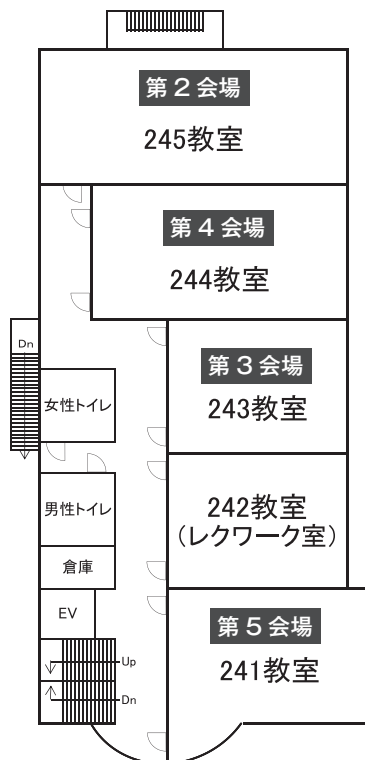 第2会場
245教室
第4会場
244教室
Dn
第3会場
243教室
女性トイレ
男性トイレ
242教室
(レクワーク室)
倉庫
EV
第5会場
241教室
Up
Dn